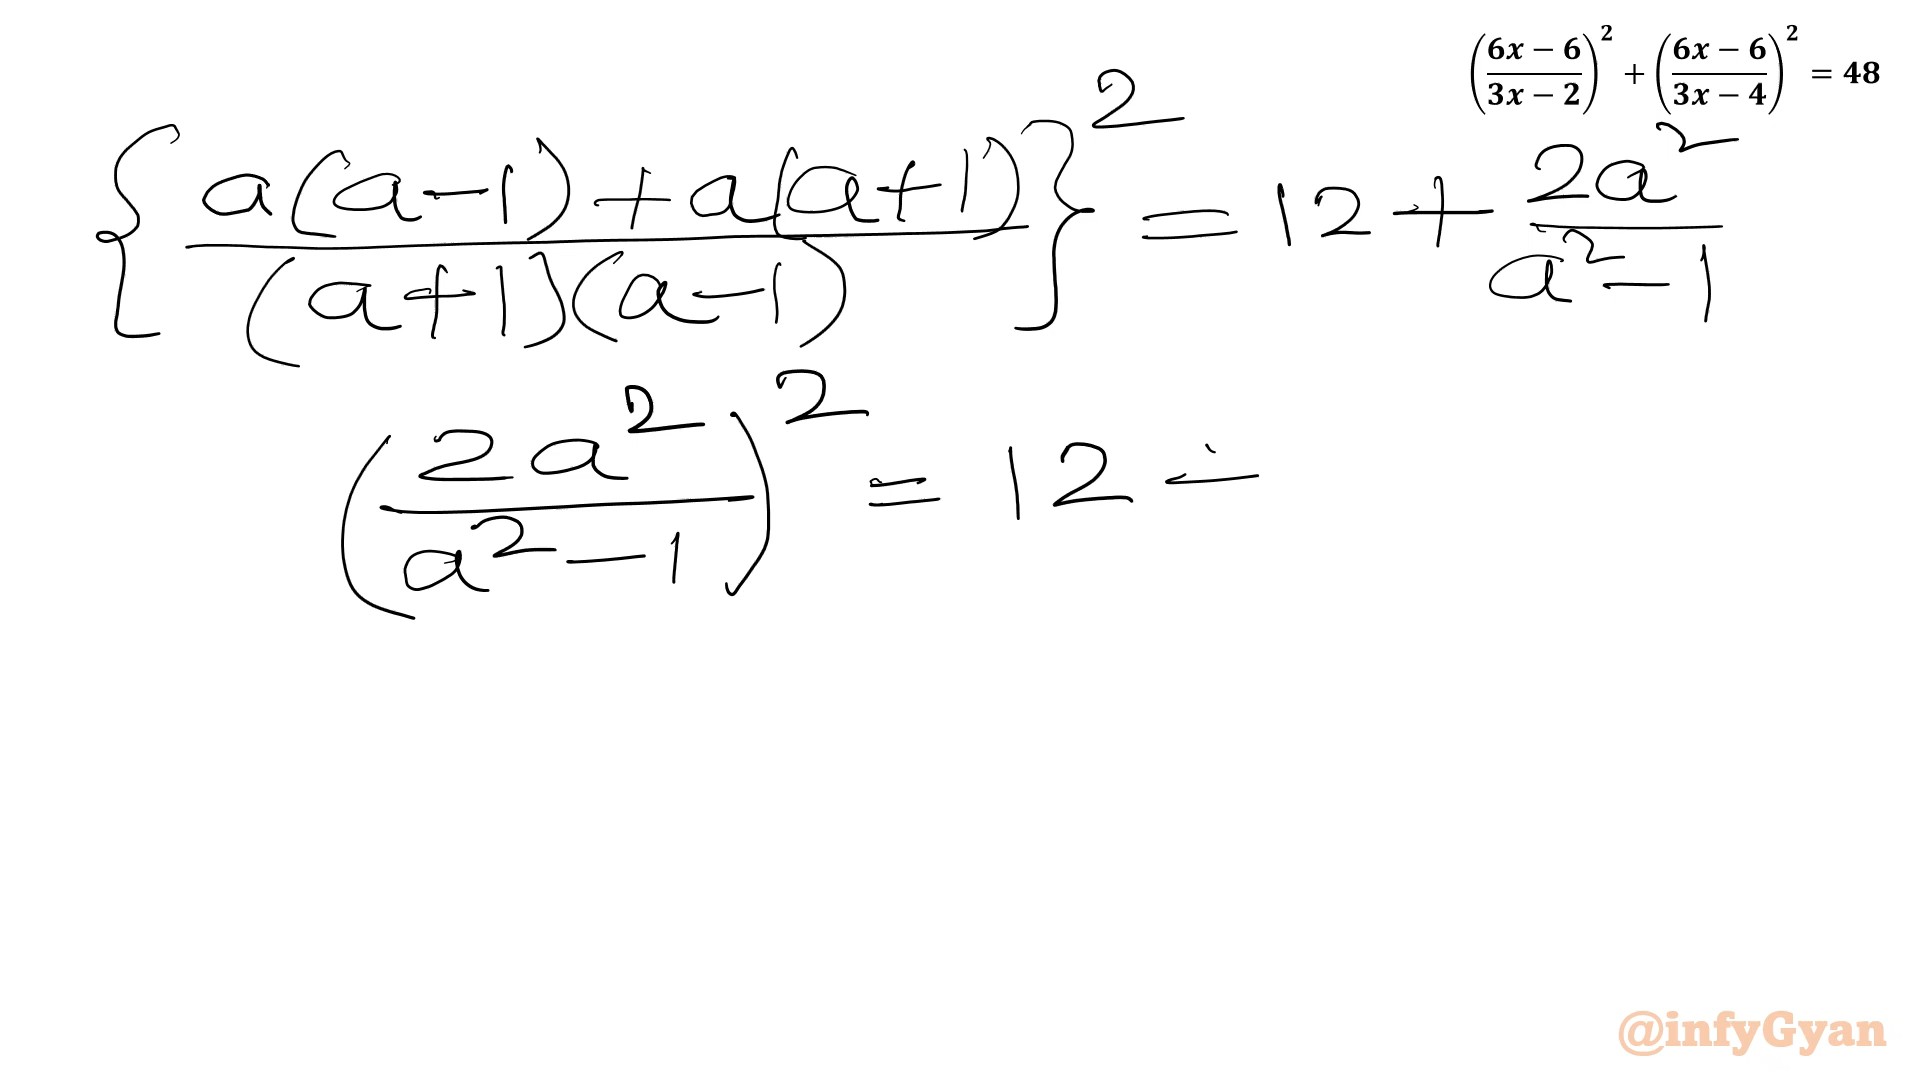 (6x − 6 / 3x − 2)² + (6x − 6 / 3x − 4)² = 48
{a(a−1)+a(a+1) / (a+1)(a−1)}² = 12 + 2a² / a²−1
(2a² / a²−1)² = 12 −
@infyGyan